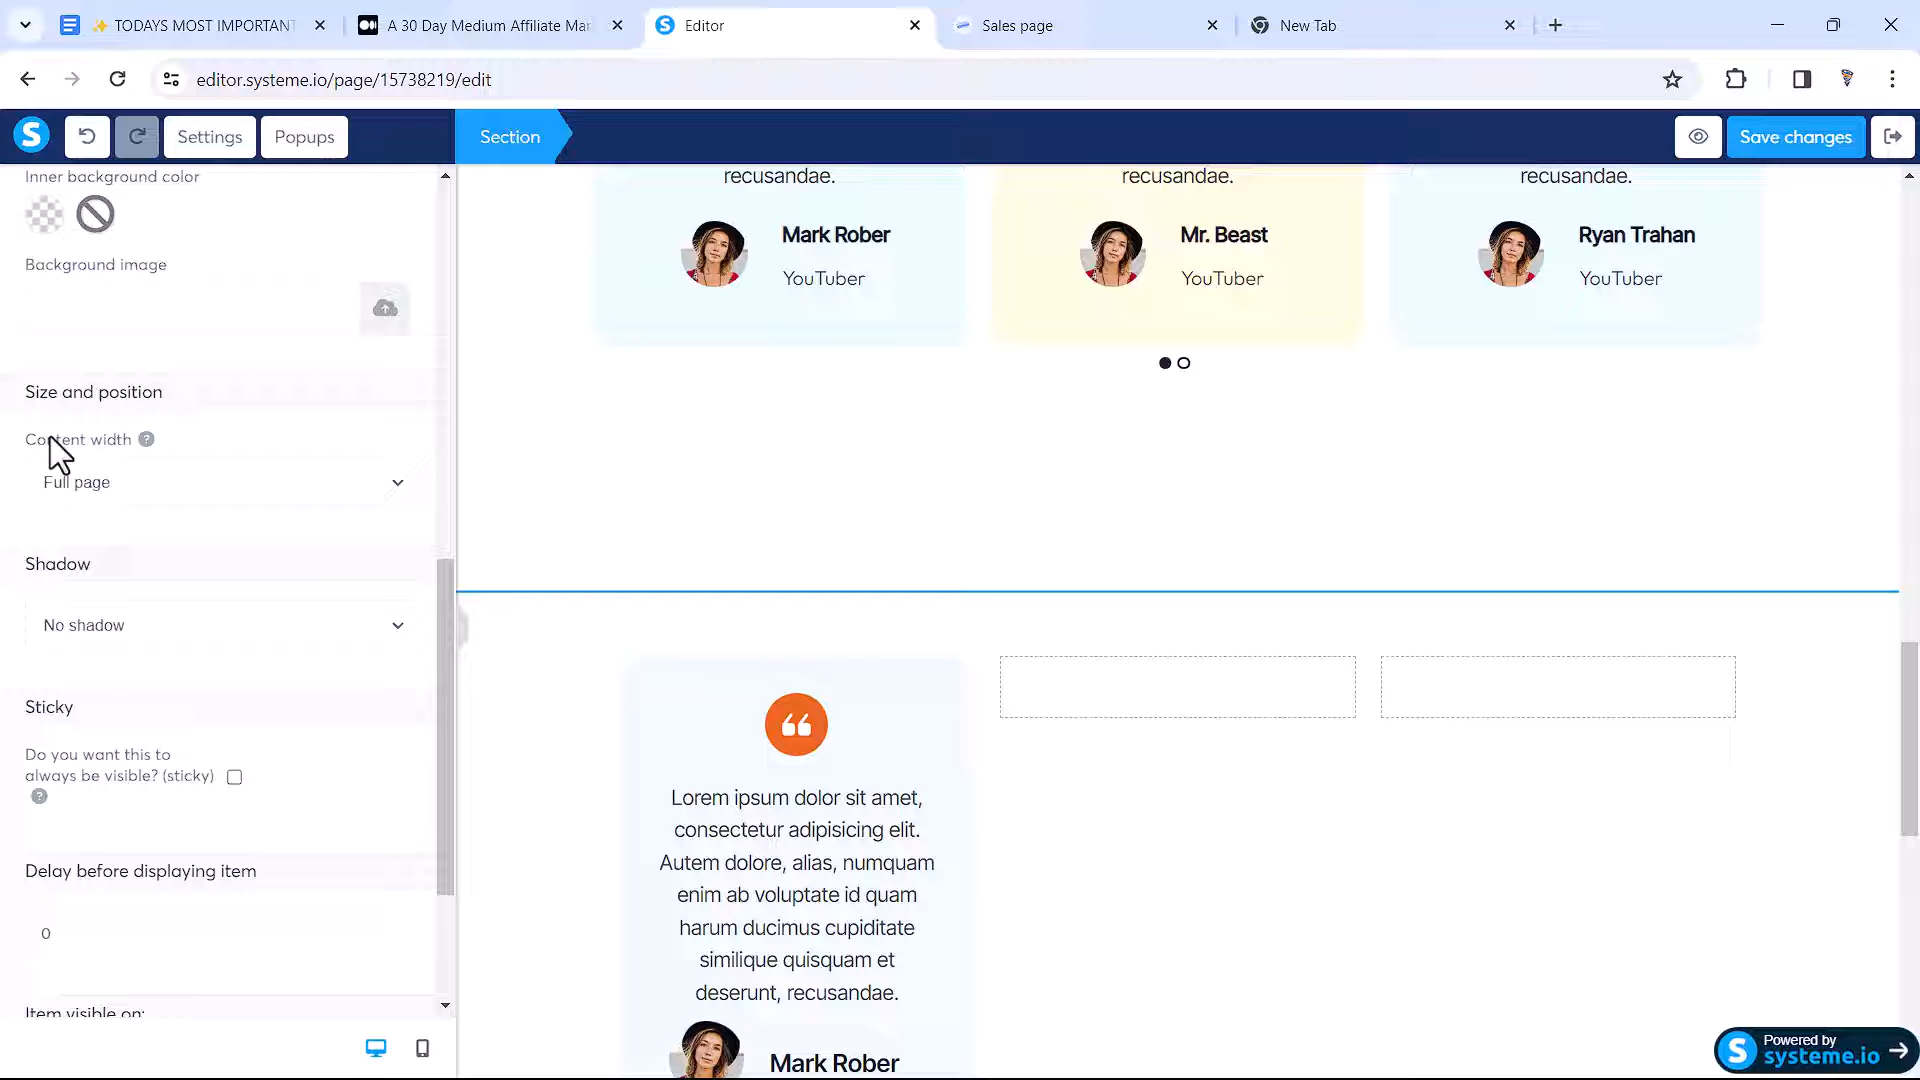 ✨ TODAYS MOST IMPORTANT
A 30 Day Medium Affiliate Mar
Editor
Sales page
New Tab
editor.systeme.io/page/15738219/edit
S
Settings
Popups
Section
Save changes
Inner background color
Background image
Size and position
Content width ?
Full page
Shadow
No shadow
Sticky
Do you want this to
always be visible? (sticky)
?
Delay before displaying item
0
Item visible on:
recusandae.
Mark Rober
YouTuber
recusandae.
Mr. Beast
YouTuber
recusandae.
Ryan Trahan
YouTuber
Lorem ipsum dolor sit amet,
consectetur adipisicing elit.
Autem dolore, alias, numquam
enim ab voluptate id quam
harum ducimus cupiditate
similique quisquam et
deserunt, recusandae.
Mark Rober
S
Powered by
systeme.io